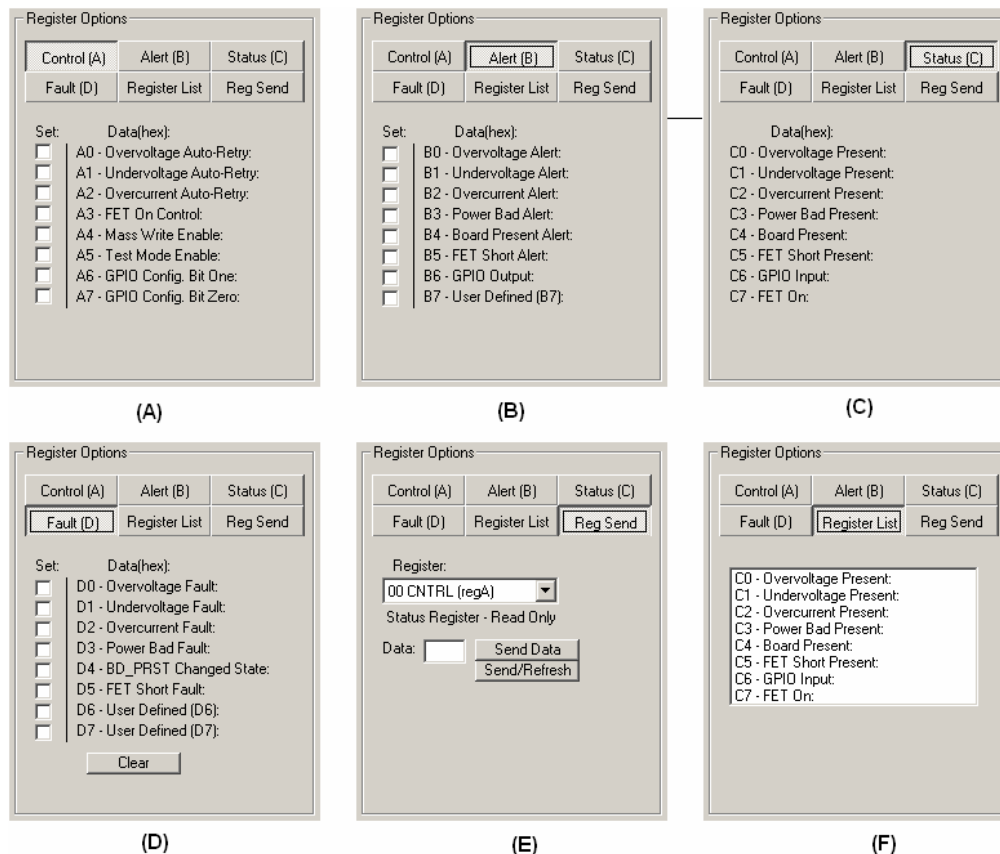 Register Options
Control (A) Alert (B) Status (C)
Fault (D) Register List Reg Send
Set: Data(hex):
A0 - Overvoltage Auto-Retry:
A1 - Undervoltage Auto-Retry:
A2 - Overcurrent Auto-Retry:
A3 - FET On Control:
A4 - Mass Write Enable:
A5 - Test Mode Enable:
A6 - GPIO Config. Bit One:
A7 - GPIO Config. Bit Zero:
(A)
Register Options
Control (A) Alert (B) Status (C)
Fault (D) Register List Reg Send
Set: Data(hex):
B0 - Overvoltage Alert:
B1 - Undervoltage Alert:
B2 - Overcurrent Alert:
B3 - Power Bad Alert:
B4 - Board Present Alert:
B5 - FET Short Alert:
B6 - GPIO Output:
B7 - User Defined (B7):
(B)
Register Options
Control (A) Alert (B) Status (C)
Fault (D) Register List Reg Send
Data(hex):
C0 - Overvoltage Present:
C1 - Undervoltage Present:
C2 - Overcurrent Present:
C3 - Power Bad Present:
C4 - Board Present:
C5 - FET Short Present:
C6 - GPIO Input:
C7 - FET On:
(C)
Register Options
Control (A) Alert (B) Status (C)
Fault (D) Register List Reg Send
Set: Data(hex):
D0 - Overvoltage Fault:
D1 - Undervoltage Fault:
D2 - Overcurrent Fault:
D3 - Power Bad Fault:
D4 - BD_PRST Changed State:
D5 - FET Short Fault:
D6 - User Defined (D6):
D7 - User Defined (D7):
Clear
(D)
Register Options
Control (A) Alert (B) Status (C)
Fault (D) Register List Reg Send
Register:
00 CNTRL (regA)
Status Register - Read Only
Data: Send Data
Send/Refresh
(E)
Register Options
Control (A) Alert (B) Status (C)
Fault (D) Register List Reg Send
C0 - Overvoltage Present:
C1 - Undervoltage Present:
C2 - Overcurrent Present:
C3 - Power Bad Present:
C4 - Board Present:
C5 - FET Short Present:
C6 - GPIO Input:
C7 - FET On:
(F)